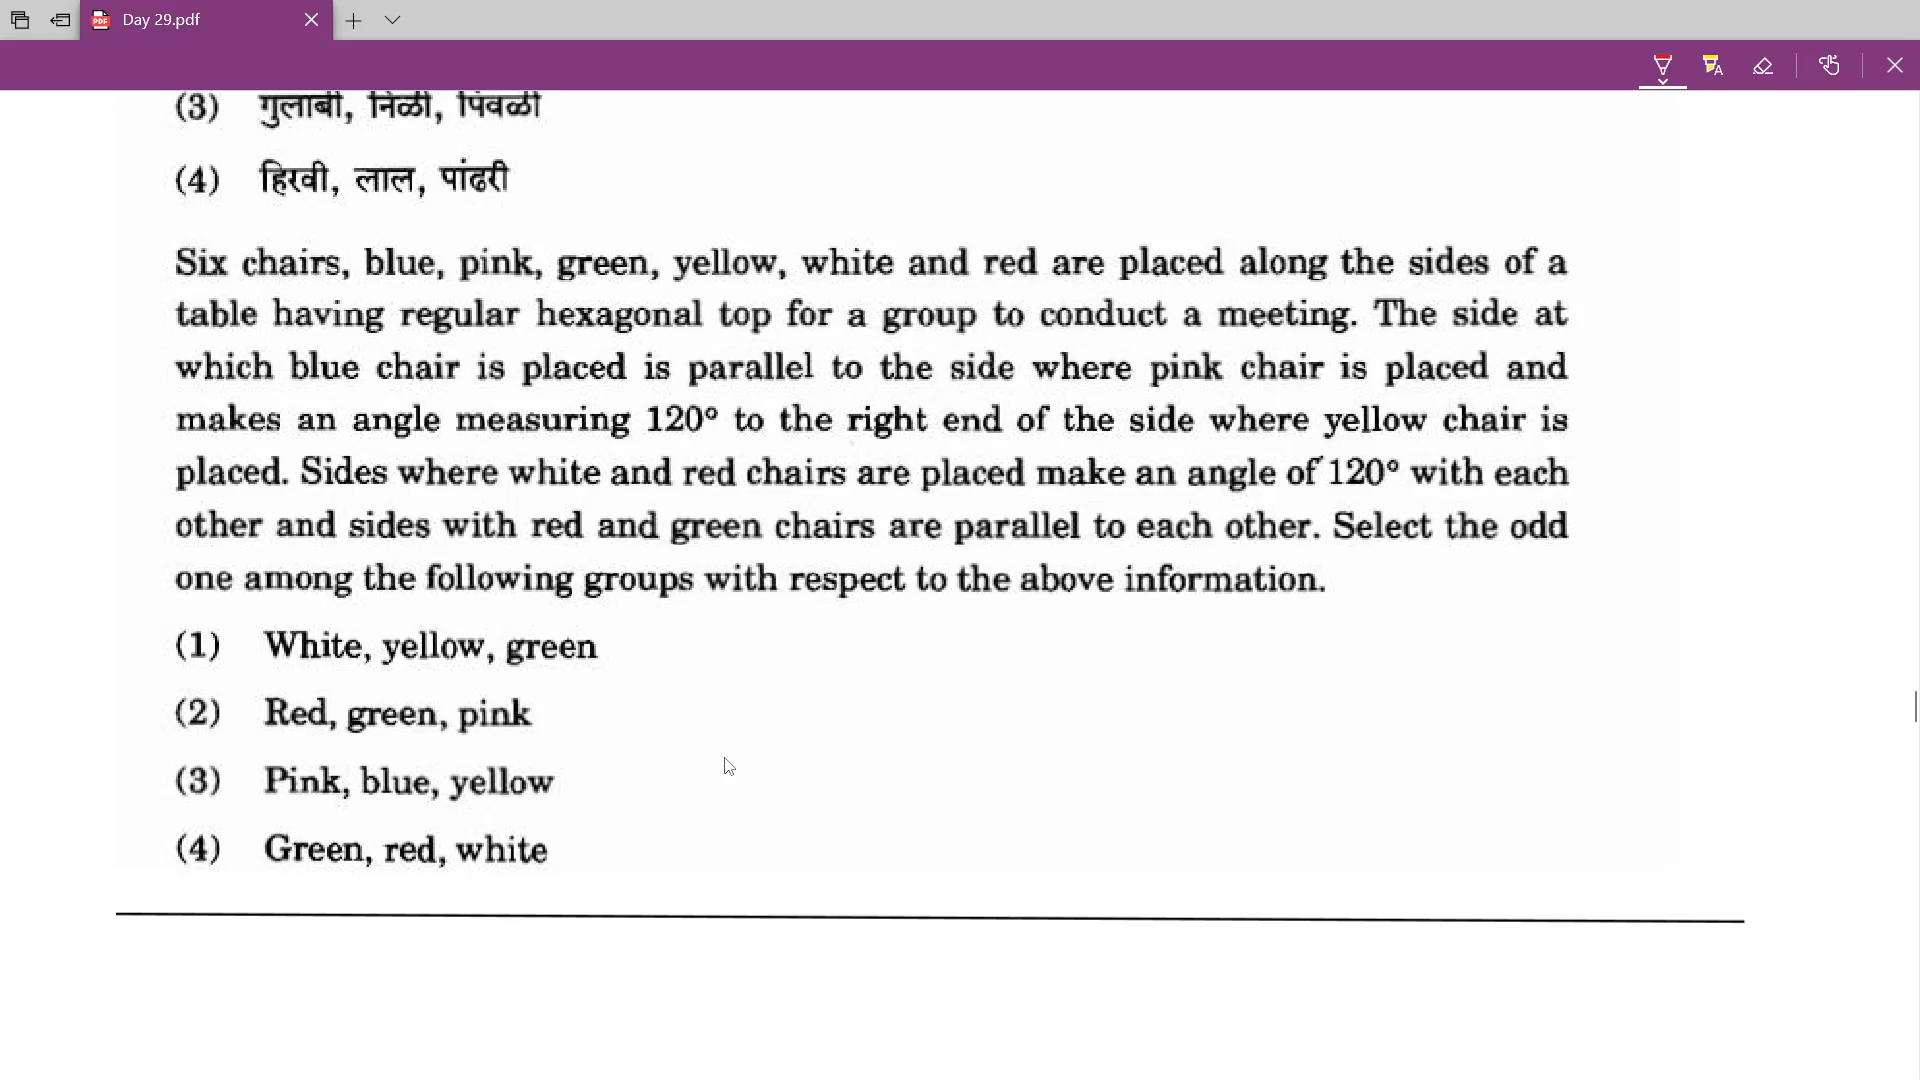 Day 29.pdf
(3) गुलाबी, निळी, पिवळी
(4) हिरवी, लाल, पांढरी
Six chairs, blue, pink, green, yellow, white and red are placed along the sides of a
table having regular hexagonal top for a group to conduct a meeting. The side at
which blue chair is placed is parallel to the side where pink chair is placed and
makes an angle measuring 120° to the right end of the side where yellow chair is
placed. Sides where white and red chairs are placed make an angle of 120° with each
other and sides with red and green chairs are parallel to each other. Select the odd
one among the following groups with respect to the above information.
(1) White, yellow, green
(2) Red, green, pink
(3) Pink, blue, yellow
(4) Green, red, white